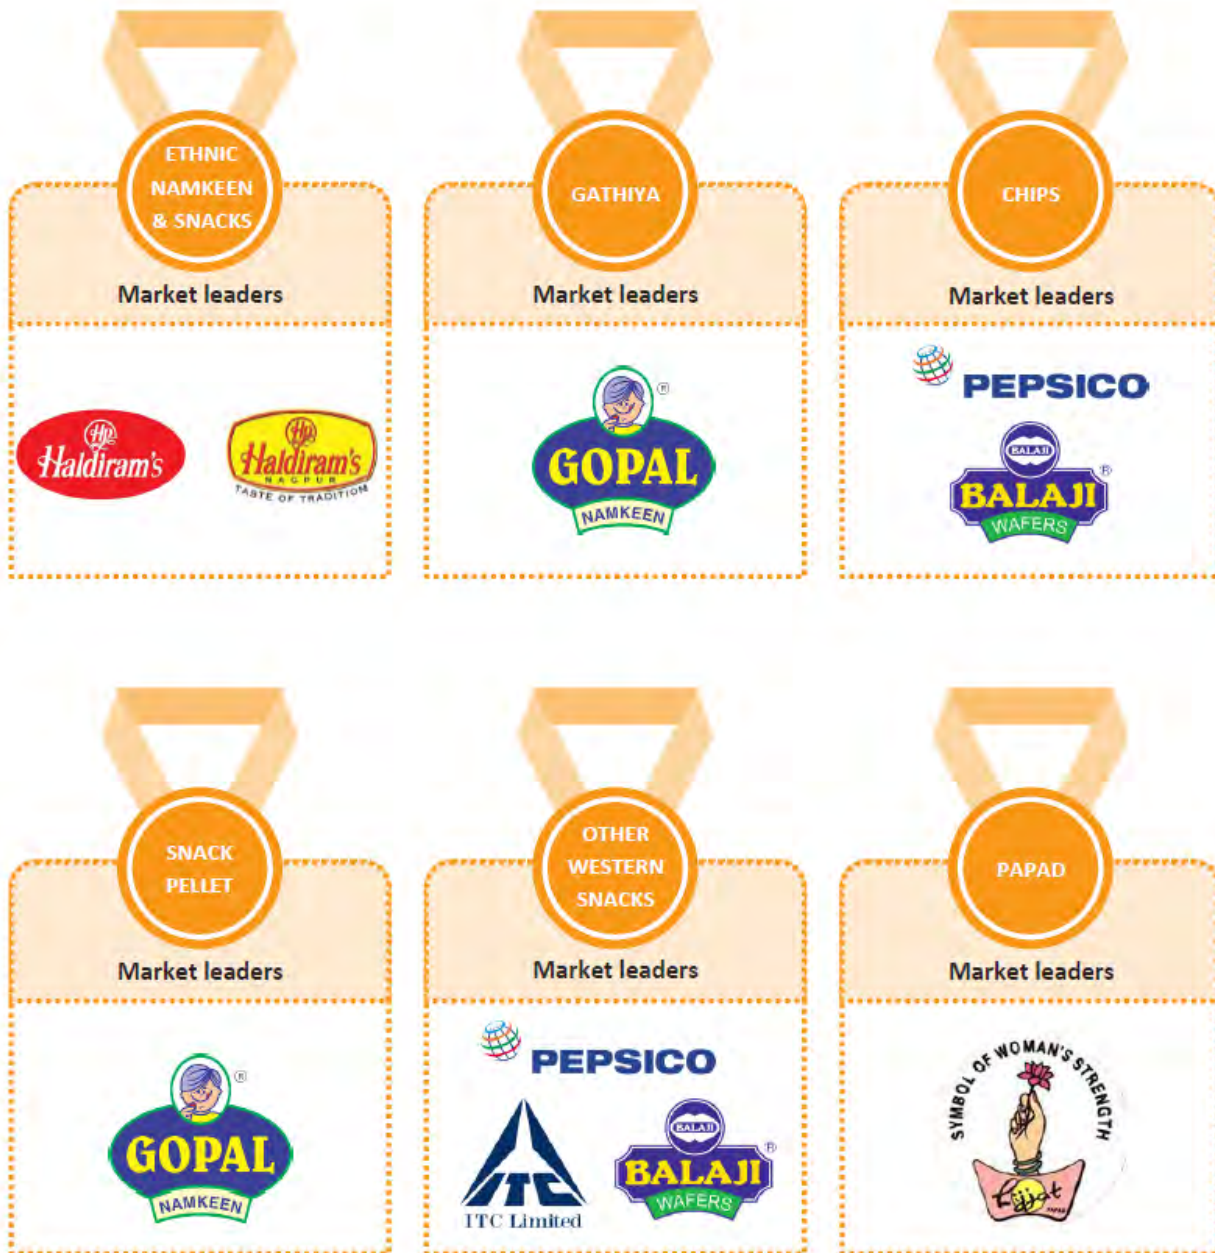 ETHNIC
NAMKEEN
& SNACKS
Market leaders
Haldiram's
Haldiram's
NAGPUR
TASTE OF TRADITION
GATHIYA
Market leaders
®
GOPAL
NAMKEEN
CHIPS
Market leaders
PEPSICO
BALAJI
®
BALAJI
WAFERS
SNACK
PELLET
Market leaders
®
GOPAL
NAMKEEN
OTHER
WESTERN
SNACKS
Market leaders
PEPSICO
ITC
ITC Limited
BALAJI
®
BALAJI
WAFERS
PAPAD
Market leaders
SYMBOL OF WOMAN'S STRENGTH
Lijjat
PAPAD